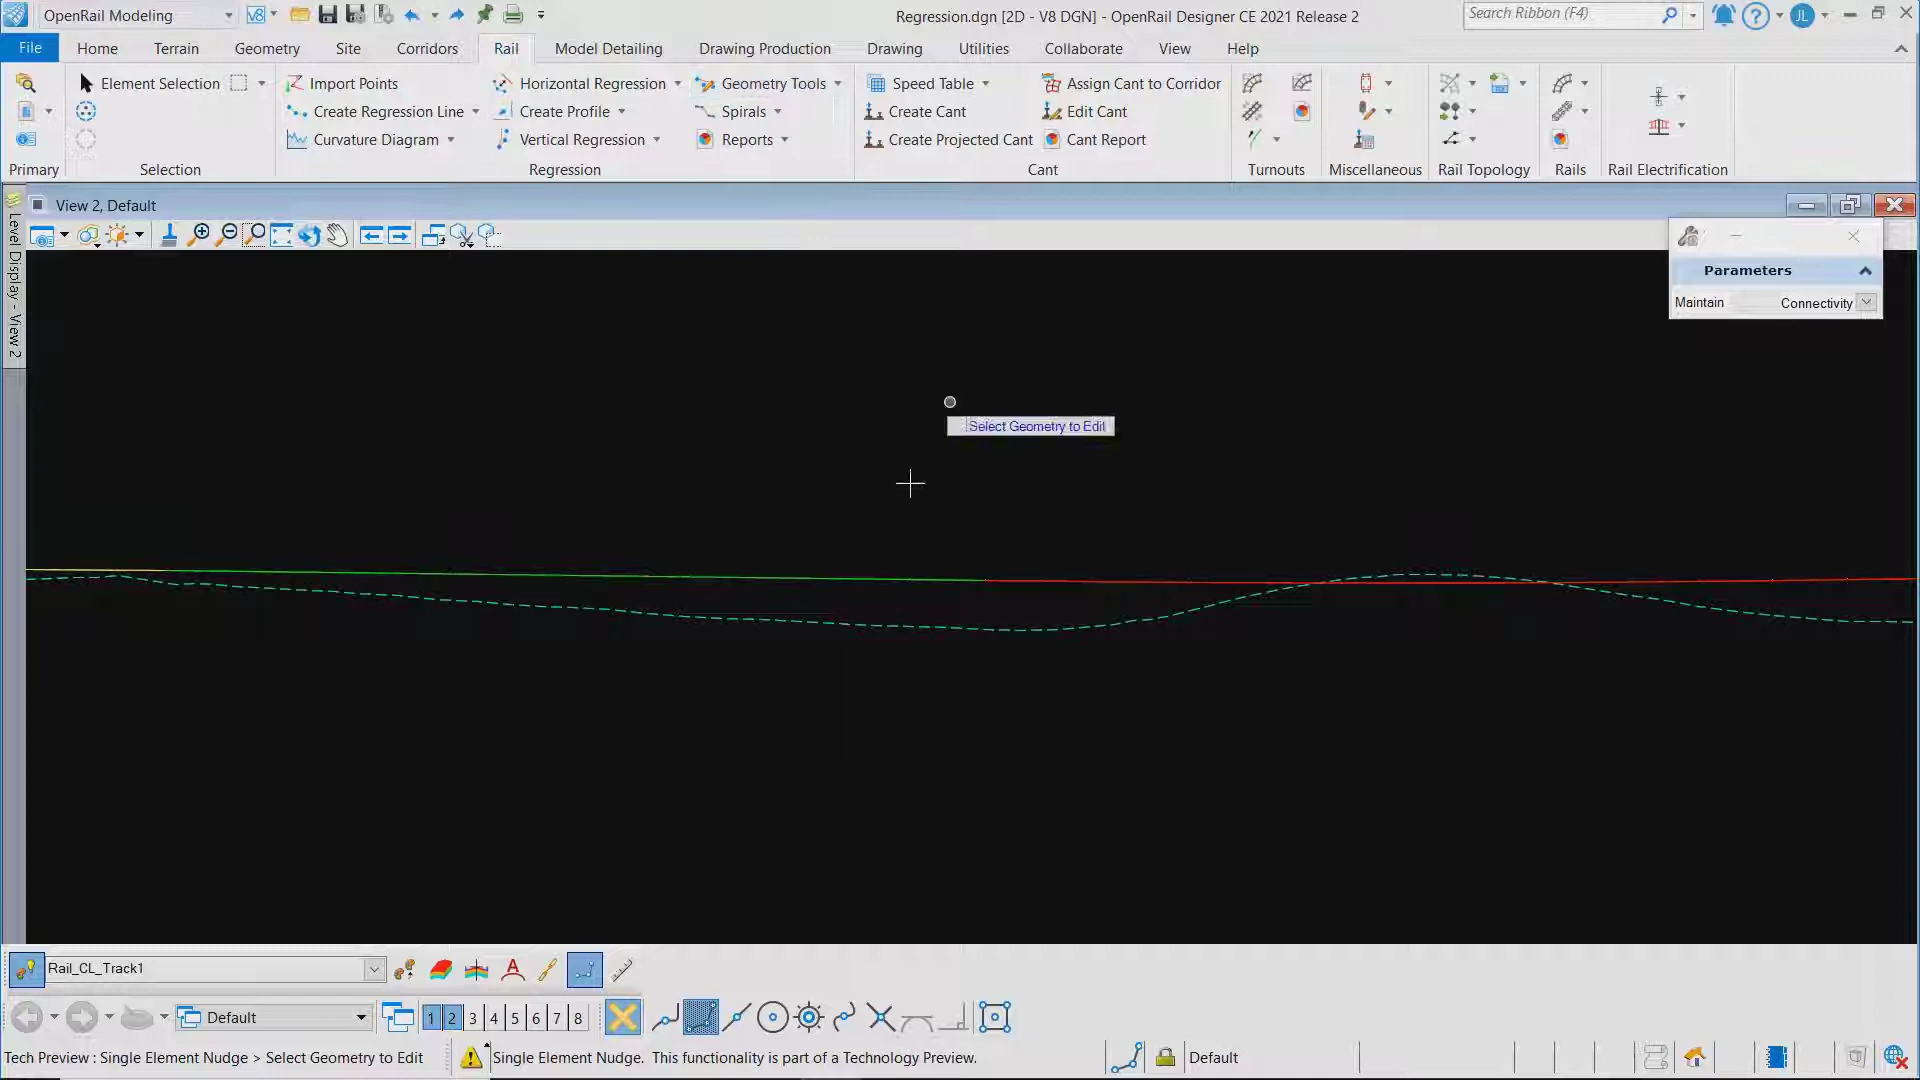 OpenRail Modeling
Regression.dgn [2D - V8 DGN] - OpenRail Designer CE 2021 Release 2
Search Ribbon (F4)
JL
File Home Terrain Geometry Site Corridors Rail Model Detailing Drawing Production Drawing Utilities Collaborate View Help
Element Selection Import Points Horizontal Regression Geometry Tools Speed Table Assign Cant to Corridor
Create Regression Line Create Profile Spirals Create Cant Edit Cant
Curvature Diagram Vertical Regression Reports Create Projected Cant Cant Report
Primary Selection Regression Cant Turnouts Miscellaneous Rail Topology Rails Rail Electrification
View 2, Default
Level Display - View 2
Parameters
Maintain Connectivity
Select Geometry to Edit
Rail_CL_Track1
Default 1 2 3 4 5 6 7 8
Tech Preview : Single Element Nudge > Select Geometry to Edit Single Element Nudge. This functionality is part of a Technology Preview. Default